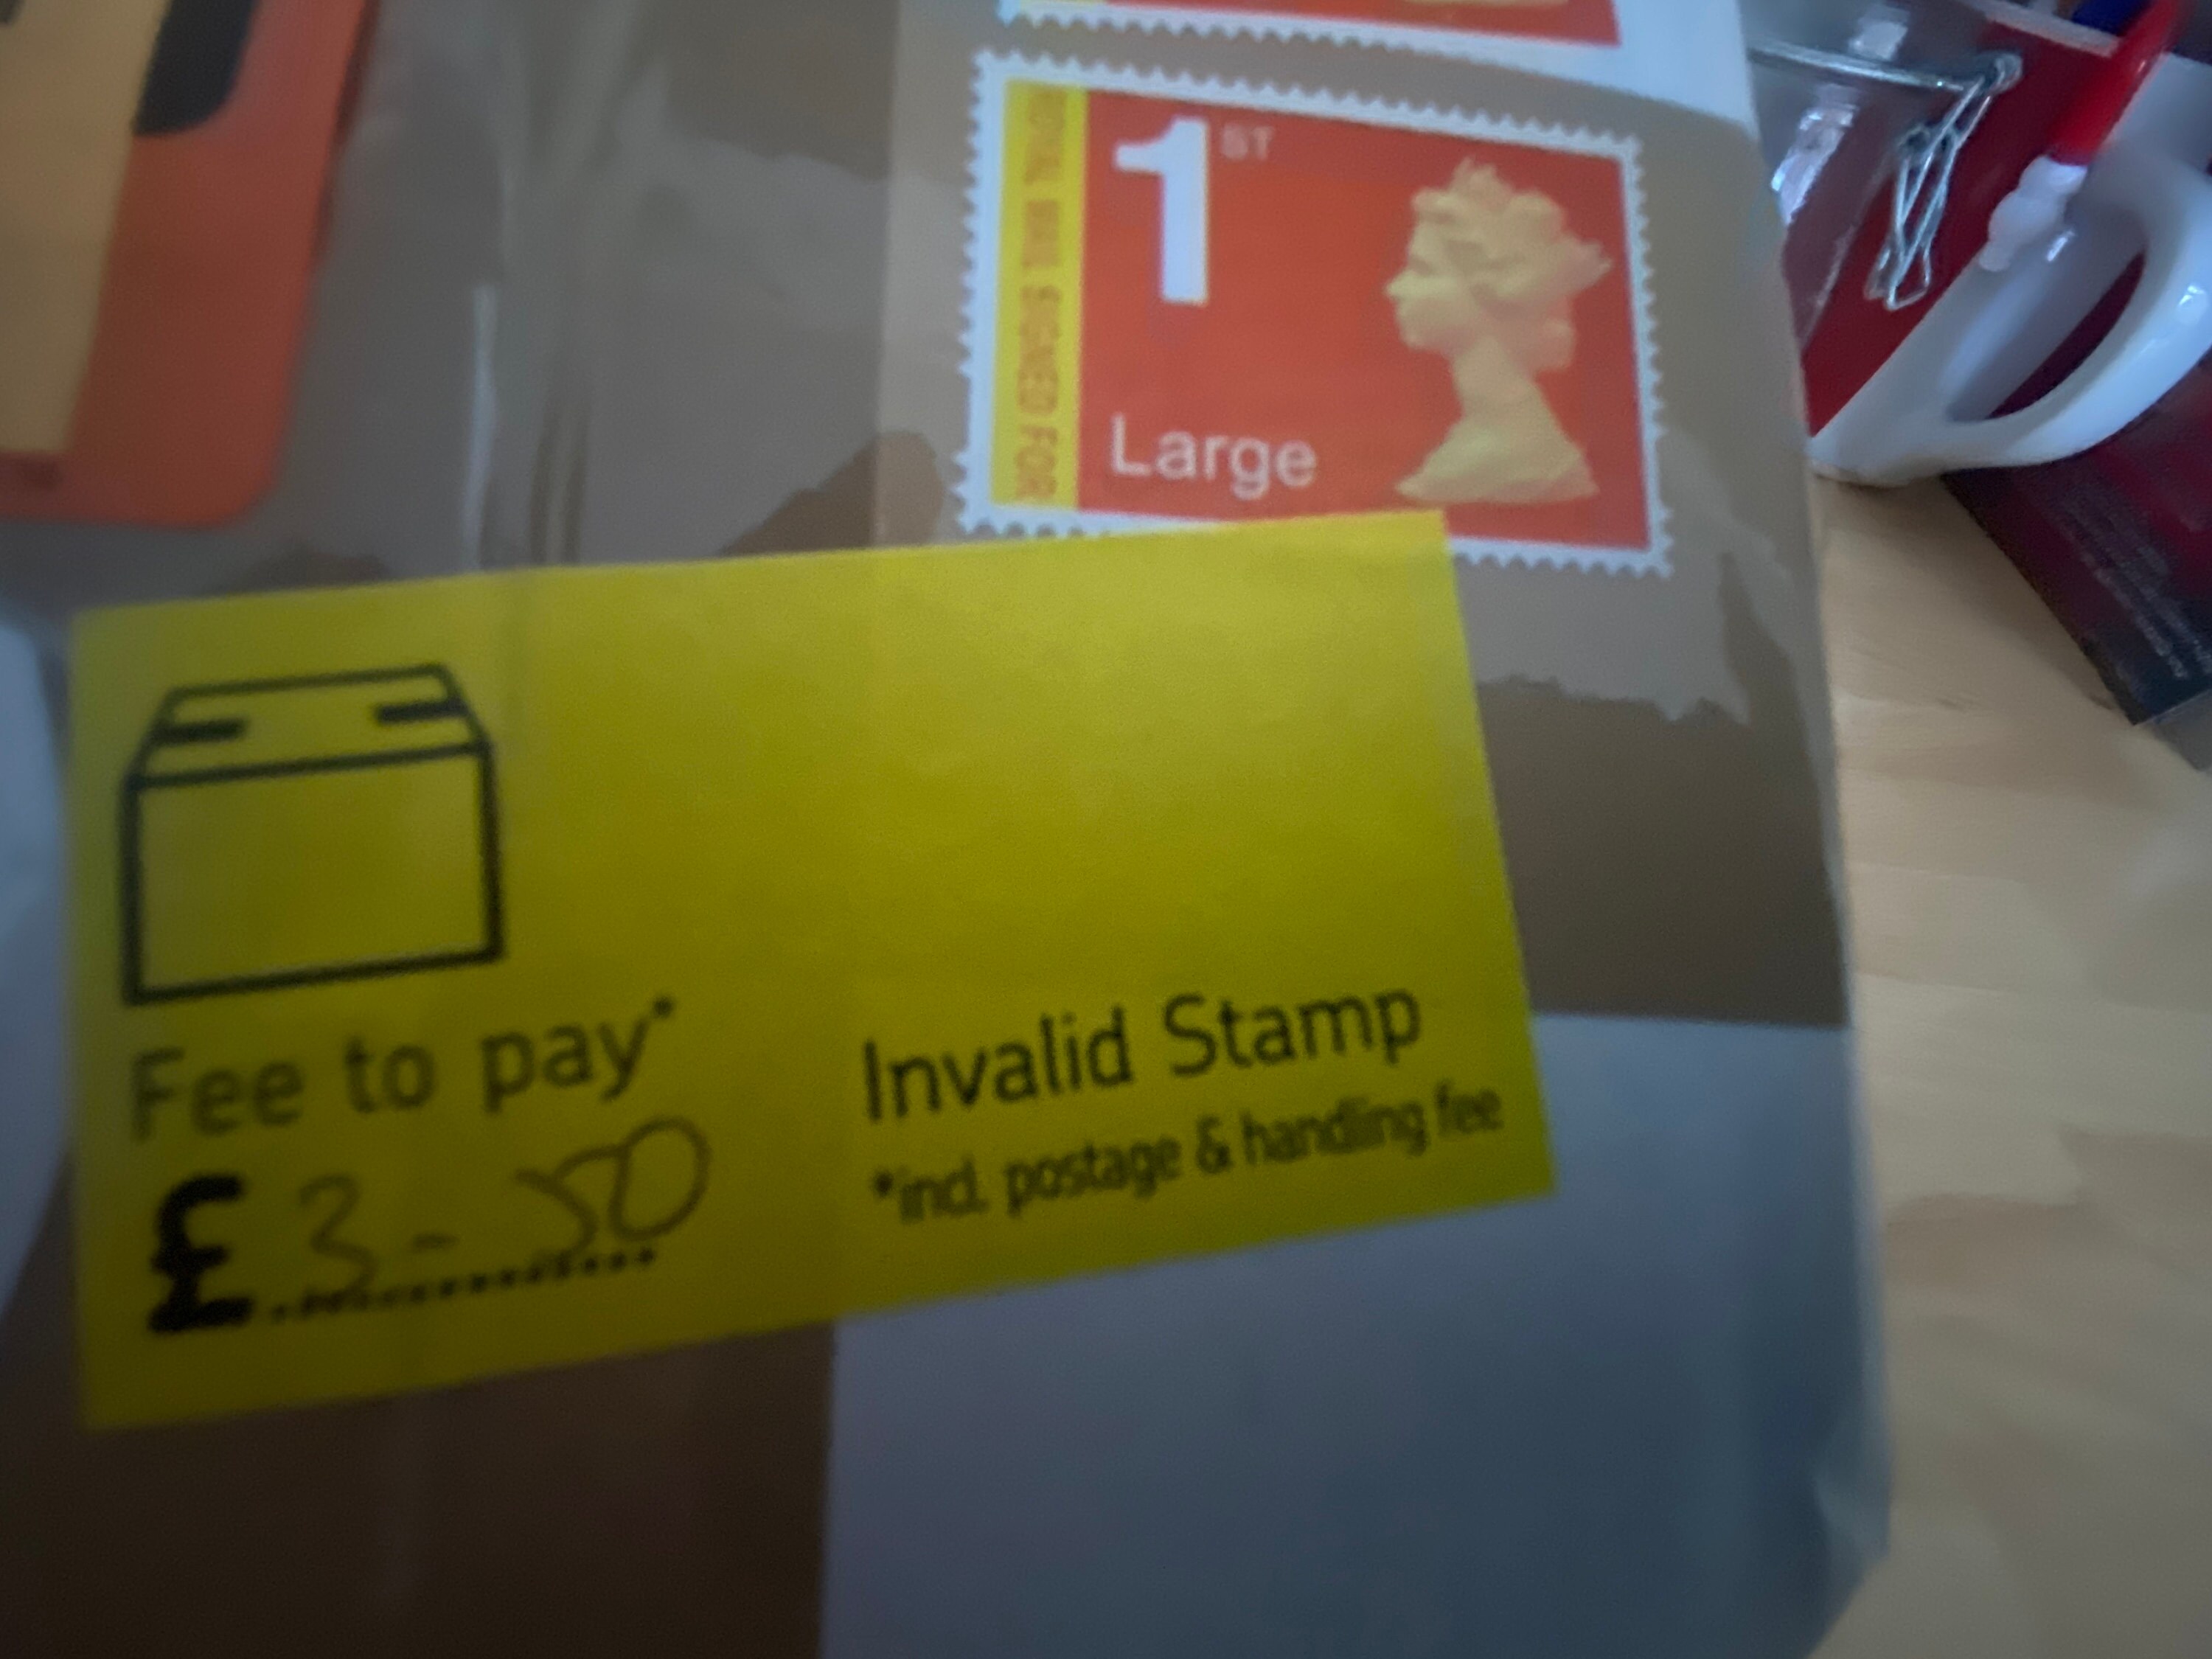 1ST
ROYAL MAIL SIGNED FOR
Large
Fee to pay*
£ 3-50
Invalid Stamp
*incl. postage & handling fee